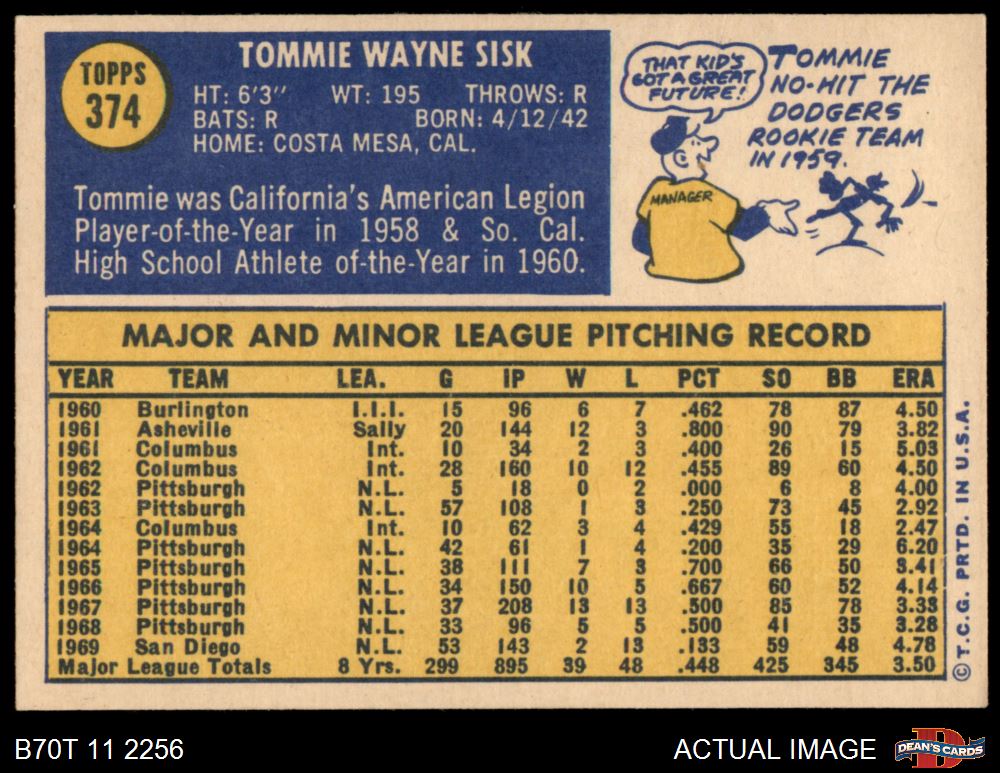 TOPPS
374
TOMMIE WAYNE SISK
HT: 6'3" WT: 195 THROWS: R
BATS: R BORN: 4/12/42
HOME: COSTA MESA, CAL.
Tommie was California's American Legion
Player-of-the-Year in 1958 & So. Cal.
High School Athlete of-the-Year in 1960.
THAT KID'S
GOT A GREAT
FUTURE!
TOMMIE
NO-HIT THE
DODGERS
ROOKIE TEAM
IN 1959.
MANAGER
MAJOR AND MINOR LEAGUE PITCHING RECORD
YEAR TEAM LEA. G IP W L PCT SO BB ERA
1960 Burlington I.I.I. 15 96 6 7 .462 78 87 4.50
1961 Asheville Sally 20 144 12 3 .800 90 79 3.82
1961 Columbus Int. 10 34 2 3 .400 26 15 5.03
1962 Columbus Int. 28 160 10 12 .455 89 60 4.50
1962 Pittsburgh N.L. 5 18 0 2 .000 6 8 4.00
1963 Pittsburgh N.L. 57 108 1 3 .250 73 45 2.92
1964 Columbus Int. 10 62 3 4 .429 55 18 2.47
1964 Pittsburgh N.L. 42 61 1 4 .200 35 29 6.20
1965 Pittsburgh N.L. 38 111 7 3 .700 66 50 3.41
1966 Pittsburgh N.L. 34 150 10 5 .667 60 52 4.14
1967 Pittsburgh N.L. 37 208 13 13 .500 85 78 3.33
1968 Pittsburgh N.L. 33 96 5 5 .500 41 35 3.28
1969 San Diego N.L. 53 143 2 13 .133 59 48 4.78
Major League Totals 8 Yrs. 299 895 39 48 .448 425 345 3.50
© T.C.G. PRTD. IN U.S.A.
B70T 11 2256
ACTUAL IMAGE
D
DEAN'S CARDS